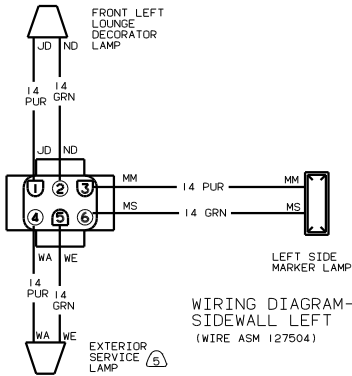 FRONT LEFT
LOUNGE
DECORATOR
LAMP
JD ND
14 PUR
14 GRN
JD ND
1 2 3
4 5 6
MM
14 PUR
MM
MS
14 GRN
MS
WA WE
LEFT SIDE
MARKER LAMP
14 PUR
14 GRN
WIRING DIAGRAM-
SIDEWALL LEFT
(WIRE ASM 127504)
WA WE
EXTERIOR
SERVICE 5
LAMP